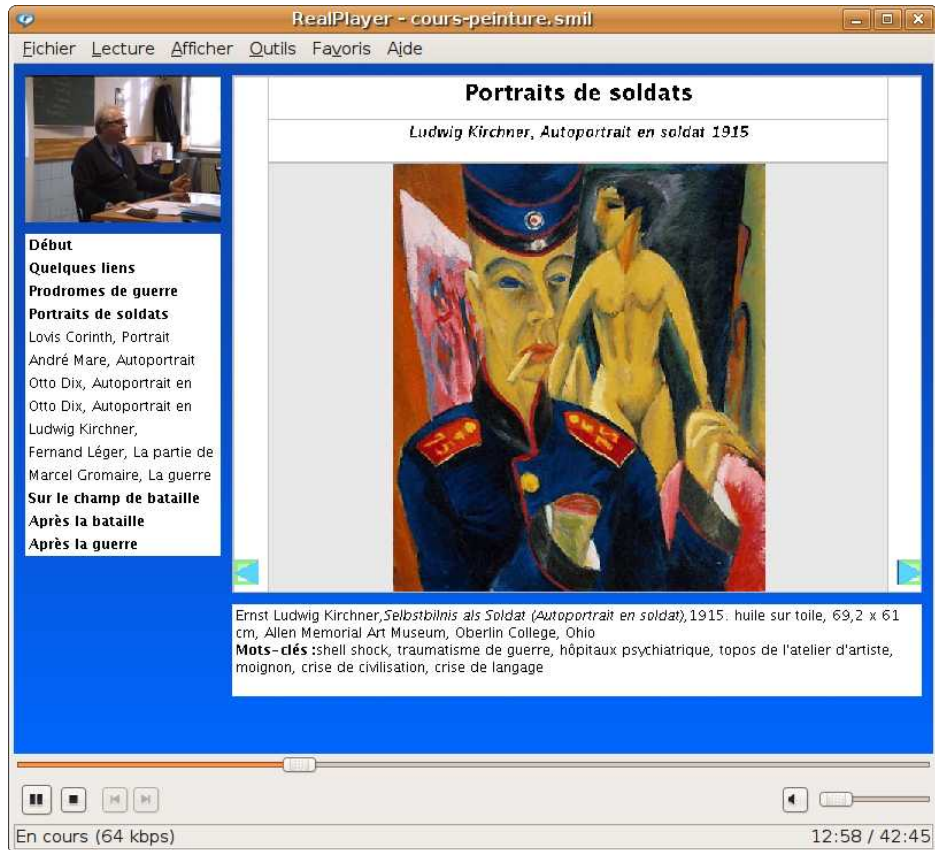 RealPlayer - cours-peinture.smil
Fichier Lecture Afficher Outils Favoris Aide
Portraits de soldats
Ludwig Kirchner, Autoportrait en soldat 1915
Début
Quelques liens
Prodromes de guerre
Portraits de soldats
Lovis Corinth, Portrait
André Mare, Autoportrait
Otto Dix, Autoportrait en
Otto Dix, Autoportrait en
Ludwig Kirchner,
Fernand Léger, La partie de
Marcel Gromaire, La guerre
Sur le champ de bataille
Après la bataille
Après la guerre
Ernst Ludwig Kirchner,Selbstbilnis als Soldat (Autoportrait en soldat),1915. huile sur toile, 69,2 x 61
cm, Allen Memorial Art Museum, Oberlin College, Ohio
Mots-clés :shell shock, traumatisme de guerre, hôpitaux psychiatrique, topos de l'atelier d'artiste,
moignon, crise de civilisation, crise de langage
En cours (64 kbps)
12:58 / 42:45